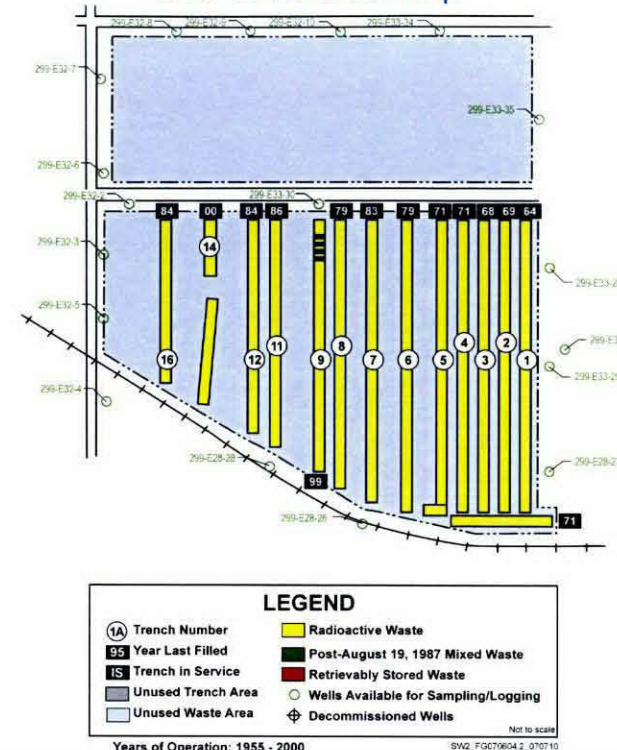 299-E32-8 299-E32-9 299-E32-10 299-E33-34
299-E32-7
299-E33-35
299-E32-6
299-E32-2 299-E33-30
84 00 84 86 79 83 79 71 71 68 69 64
299-E32-3
14
299-E32-5
16 12 11 9 8 7 6 5 4 3 2 1
299-E33-29
299-E32-4
299-E28-28
99
299-E28-26
71
LEGEND
1A Trench Number
95 Year Last Filled
IS Trench in Service
Unused Trench Area
Unused Waste Area
Radioactive Waste
Post-August 19, 1987 Mixed Waste
Retrievably Stored Waste
Wells Available for Sampling/Logging
Decommissioned Wells
Not to scale
Years of Operation: 1955 - 2000
SW2_FG070604.2_070710